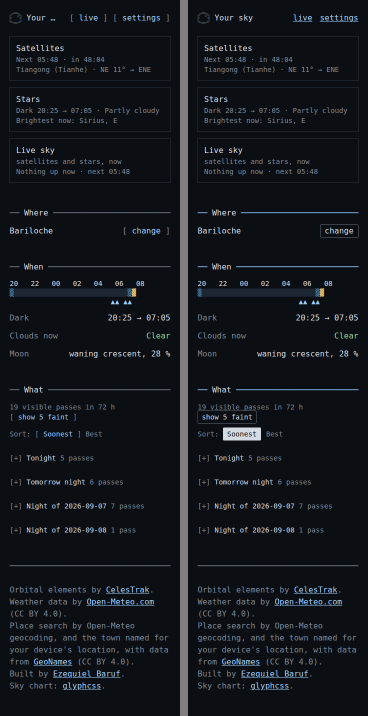 Your … [ live ] [ settings ]
Satellites
Next 05:48 · in 48:04
Tiangong (Tianhe) · NE 11° → ENE
Stars
Dark 20:25 → 07:05 · Partly cloudy
Brightest now: Sirius, E
Live sky
satellites and stars, now
Nothing up now · next 05:48
Where
Bariloche [ change ]
When
20 22 00 02 04 06 08
Dark 20:25 → 07:05
Clouds now Clear
Moon waning crescent, 28 %
What
19 visible passes in 72 h
[ show 5 faint ]
Sort: [ Soonest ] Best
[+] Tonight 5 passes
[+] Tomorrow night 6 passes
[+] Night of 2026-09-07 7 passes
[+] Night of 2026-09-08 1 pass
Orbital elements by CelesTrak.
Weather data by Open-Meteo.com
(CC BY 4.0).
Place search by Open-Meteo
geocoding, and the town named for
your device's location, with data
from GeoNames (CC BY 4.0).
Built by Ezequiel Baruf.
Sky chart: glyphcss.
Your sky live settings
Satellites
Next 05:48 · in 48:04
Tiangong (Tianhe) · NE 11° → ENE
Stars
Dark 20:25 → 07:05 · Partly cloudy
Brightest now: Sirius, E
Live sky
satellites and stars, now
Nothing up now · next 05:48
Where
Bariloche change
When
20 22 00 02 04 06 08
Dark 20:25 → 07:05
Clouds now Clear
Moon waning crescent, 28 %
What
19 visible passes in 72 h
show 5 faint
Sort: Soonest Best
[+] Tonight 5 passes
[+] Tomorrow night 6 passes
[+] Night of 2026-09-07 7 passes
[+] Night of 2026-09-08 1 pass
Orbital elements by CelesTrak.
Weather data by Open-Meteo.com
(CC BY 4.0).
Place search by Open-Meteo
geocoding, and the town named for
your device's location, with data
from GeoNames (CC BY 4.0).
Built by Ezequiel Baruf.
Sky chart: glyphcss.